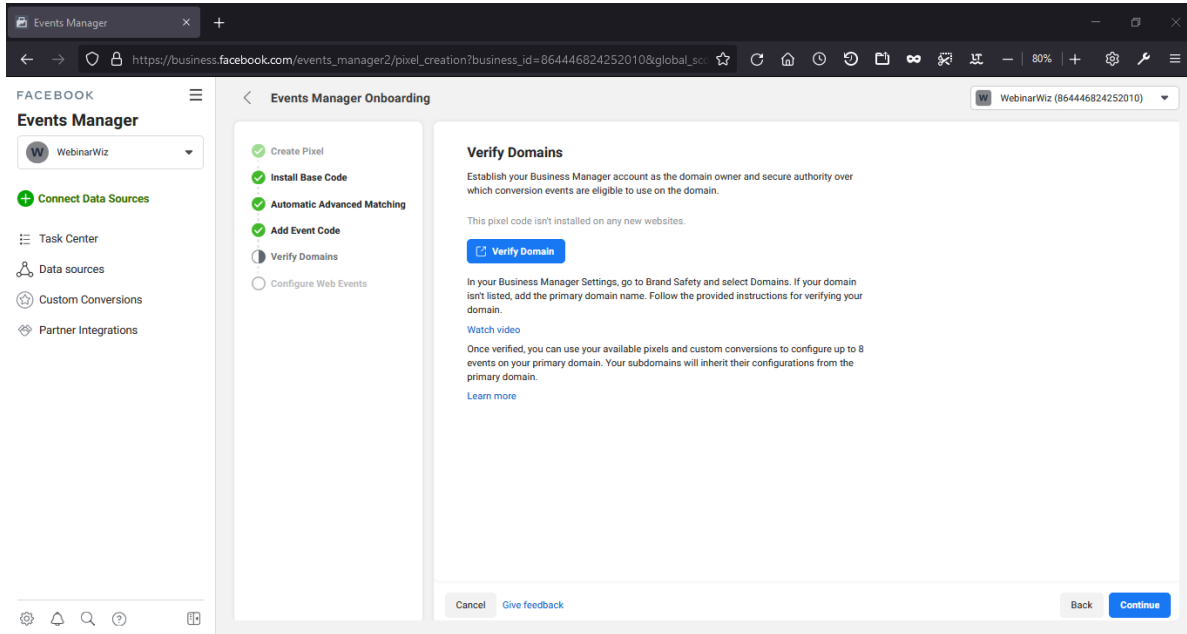 Events Manager
https://business.facebook.com/events_manager2/pixel_creation?business_id=864446824252010&global_sco
80%
FACEBOOK
Events Manager
W WebinarWiz
Connect Data Sources
Task Center
Data sources
Custom Conversions
Partner Integrations
Events Manager Onboarding
W WebinarWiz (864446824252010)
Create Pixel
Install Base Code
Automatic Advanced Matching
Add Event Code
Verify Domains
Configure Web Events
Verify Domains
Establish your Business Manager account as the domain owner and secure authority over
which conversion events are eligible to use on the domain.
This pixel code isn't installed on any new websites.
Verify Domain
In your Business Manager Settings, go to Brand Safety and select Domains. If your domain
isn't listed, add the primary domain name. Follow the provided instructions for verifying your
domain.
Watch video
Once verified, you can use your available pixels and custom conversions to configure up to 8
events on your primary domain. Your subdomains will inherit their configurations from the
primary domain.
Learn more
Cancel
Give feedback
Back
Continue